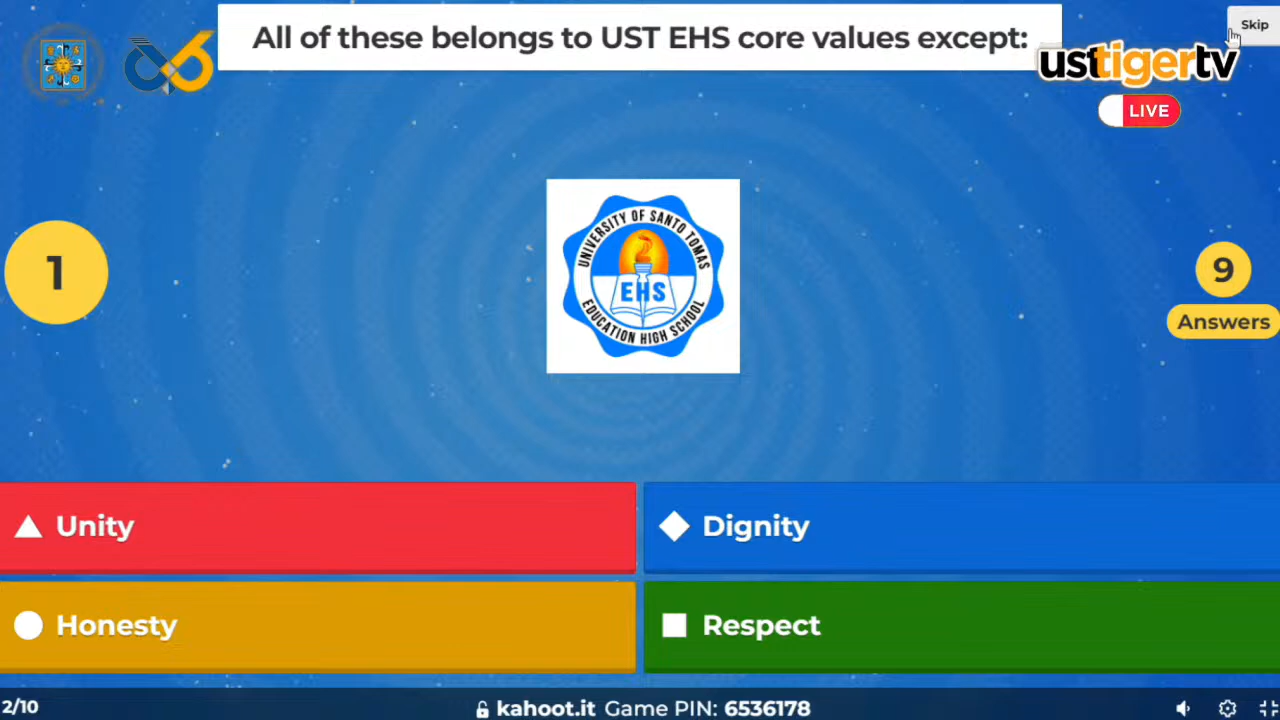 All of these belongs to UST EHS core values except:
Skip
usttigertv
LIVE
1
UNIVERSITY OF SANTO TOMAS
EHS
EDUCATION HIGH SCHOOL
9
Answers
Unity
Dignity
Honesty
Respect
2/10
kahoot.it Game PIN: 6536178